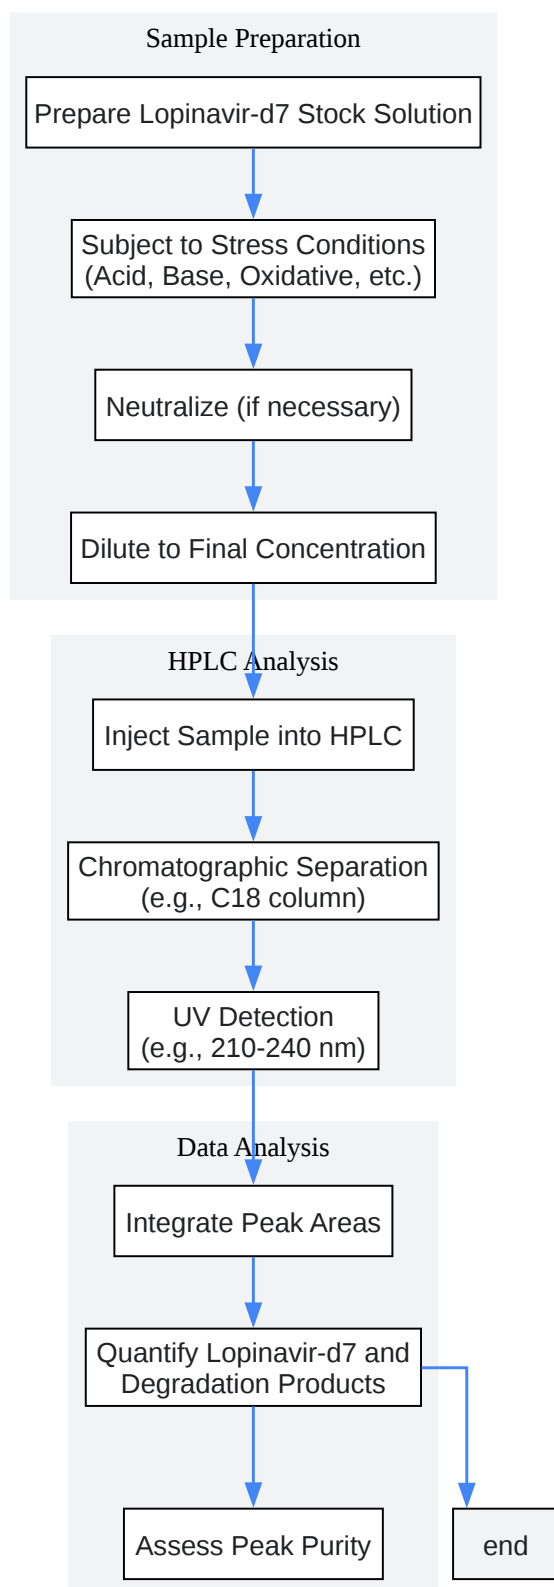 Sample Preparation
Prepare Lopinavir-d7 Stock Solution
Subject to Stress Conditions
(Acid, Base, Oxidative, etc.)
Neutralize (if necessary)
Dilute to Final Concentration
HPLC Analysis
Inject Sample into HPLC
Chromatographic Separation
(e.g., C18 column)
UV Detection
(e.g., 210-240 nm)
Data Analysis
Integrate Peak Areas
Quantify Lopinavir-d7 and
Degradation Products
Assess Peak Purity
end